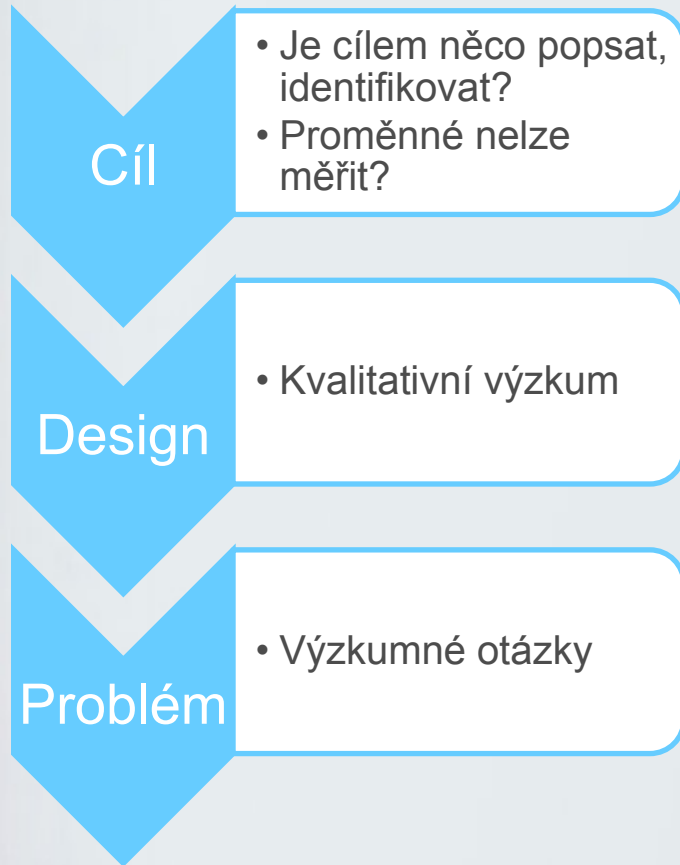 Cíl
• Je cílem něco popsat,
identifikovat?
• Proměnné nelze
měřit?
Design
• Kvalitativní výzkum
Problém
• Výzkumné otázky